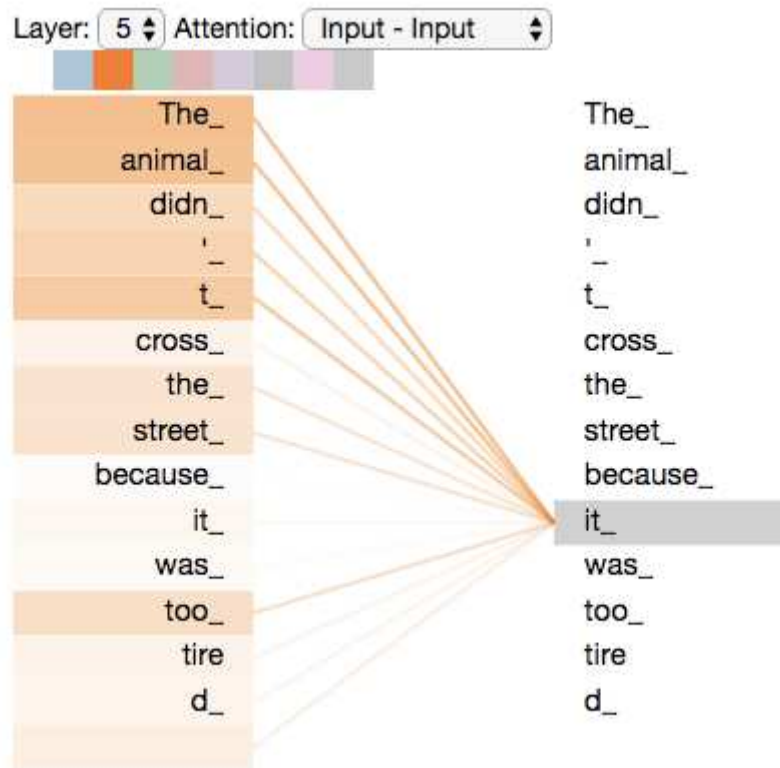 Layer: 5 Attention: Input - Input
The_ The_
animal_ animal_
didn_ didn_
'_ '_
t_ t_
cross_ cross_
the_ the_
street_ street_
because_ because_
it_ it_
was_ was_
too_ too_
tire tire
d_ d_